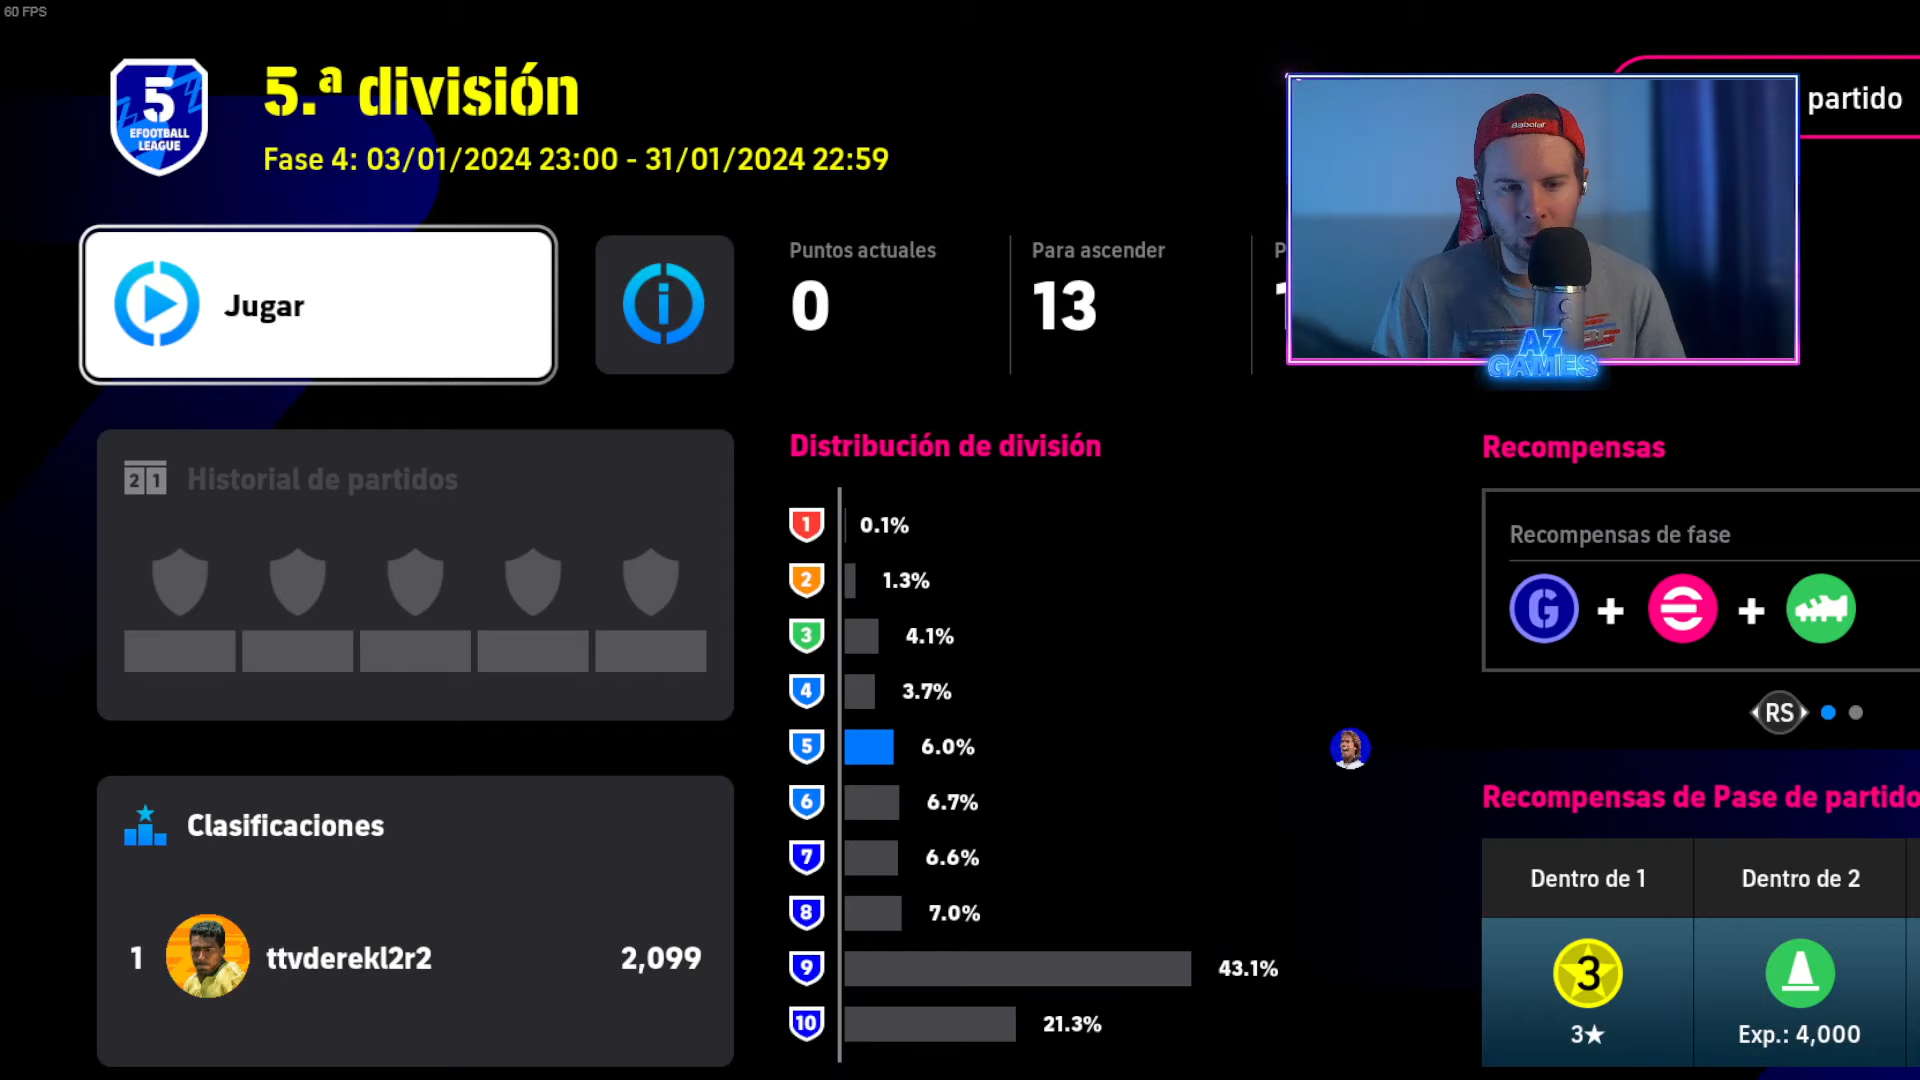 60 FPS
5
EFOOTBALL
LEAGUE
5.ª división
Fase 4: 03/01/2024 23:00 - 31/01/2024 22:59
partido
Babolat
AZ
GAMES
Jugar
i
Puntos actuales
0
Para ascender
13
P
Historial de partidos
2 1
Clasificaciones
1 ttvderekl2r2 2,099
Distribución de división
1 0.1%
2 1.3%
3 4.1%
4 3.7%
5 6.0%
6 6.7%
7 6.6%
8 7.0%
9 43.1%
10 21.3%
Recompensas
Recompensas de fase
G + +
RS
Recompensas de Pase de partido
Dentro de 1
Dentro de 2
3
3★
Exp.: 4,000